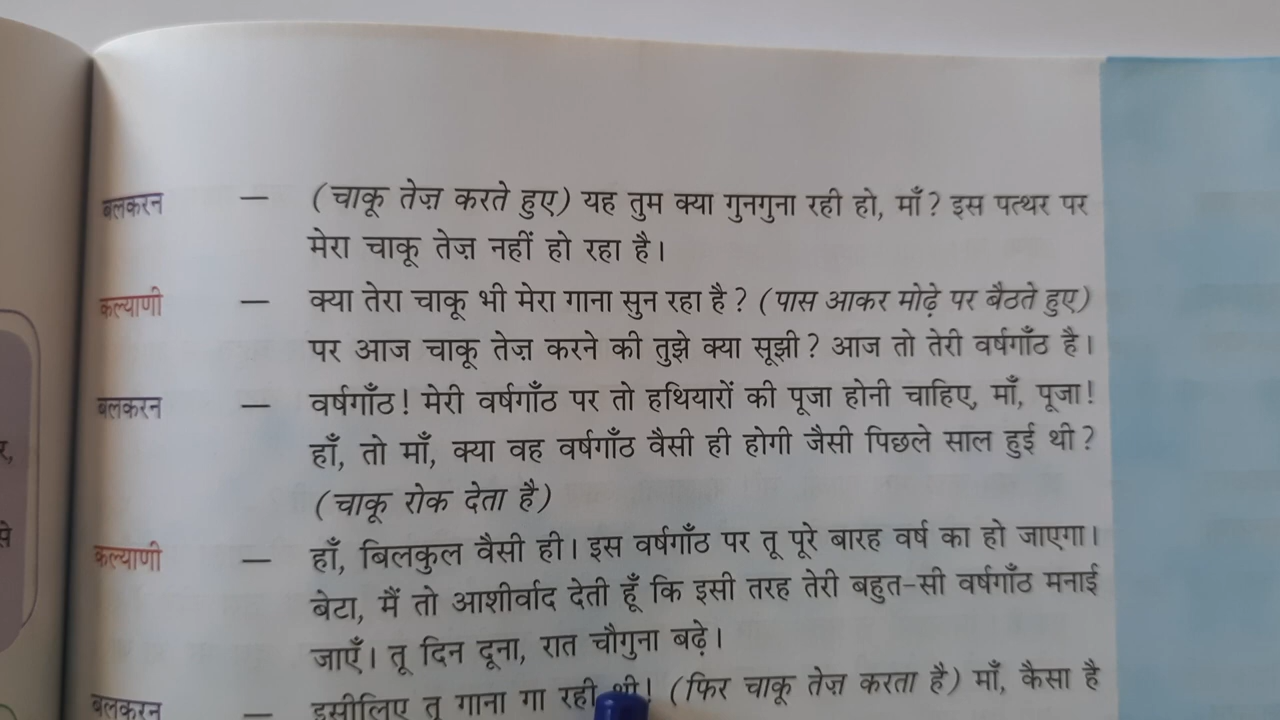 बलकरन — (चाकू तेज़ करते हुए) यह तुम क्या गुनगुना रही हो, माँ? इस पत्थर पर
मेरा चाकू तेज़ नहीं हो रहा है।
कल्याणी — क्या तेरा चाकू भी मेरा गाना सुन रहा है? (पास आकर मोढ़े पर बैठते हुए)
पर आज चाकू तेज़ करने की तुझे क्या सूझी? आज तो तेरी वर्षगाँठ है।
बलकरन — वर्षगाँठ! मेरी वर्षगाँठ पर तो हथियारों की पूजा होनी चाहिए, माँ, पूजा!
हाँ, तो माँ, क्या वह वर्षगाँठ वैसी ही होगी जैसी पिछले साल हुई थी?
(चाकू रोक देता है)
कल्याणी — हाँ, बिलकुल वैसी ही। इस वर्षगाँठ पर तू पूरे बारह वर्ष का हो जाएगा।
बेटा, मैं तो आशीर्वाद देती हूँ कि इसी तरह तेरी बहुत-सी वर्षगाँठ मनाई
जाएँ। तू दिन दूना, रात चौगुना बढ़े।
बलकरन — इसीलिए तू गाना गा रही थी! (फिर चाकू तेज़ करता है) माँ, कैसा है